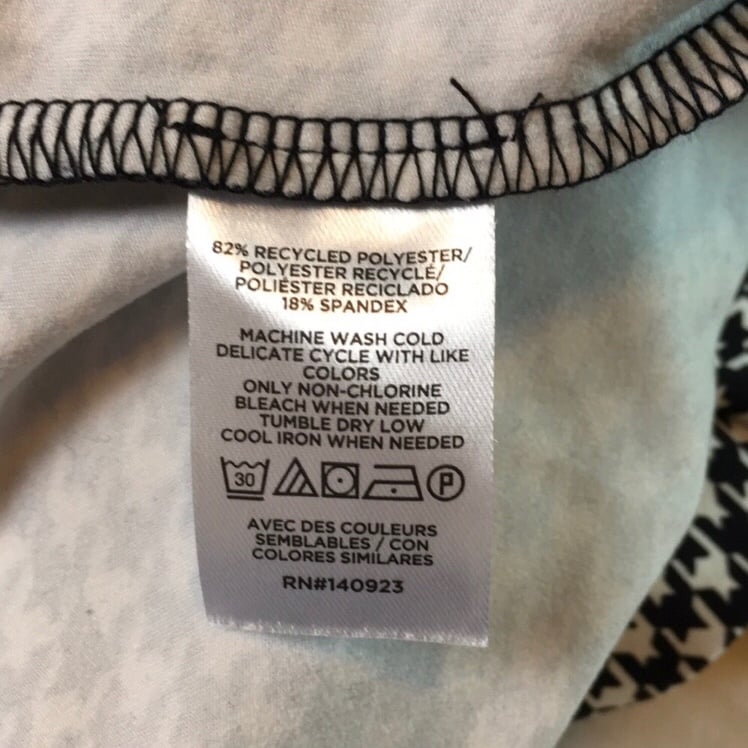 82% RECYCLED POLYESTER/
POLYESTER RECYCLÉ/
POLIÉSTER RECICLADO
18% SPANDEX
MACHINE WASH COLD
DELICATE CYCLE WITH LIKE
COLORS
ONLY NON-CHLORINE
BLEACH WHEN NEEDED
TUMBLE DRY LOW
COOL IRON WHEN NEEDED
30 P
AVEC DES COULEURS
SEMBLABLES / CON
COLORES SIMILARES
RN#140923